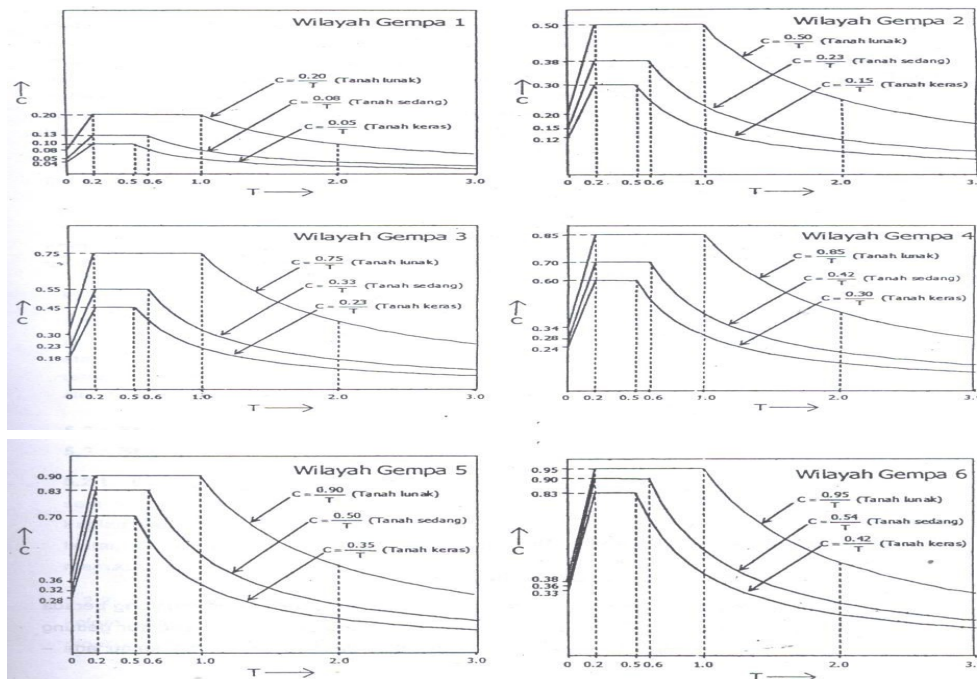 Wilayah Gempa 1
C = 0.20/T (Tanah lunak)
C = 0.08/T (Tanah sedang)
C = 0.05/T (Tanah keras)
C
0.20
0.13
0.10
0.08
0.05
0.04
0 0.2 0.5 0.6 1.0 2.0 3.0
T
Wilayah Gempa 2
C = 0.50/T (Tanah lunak)
C = 0.23/T (Tanah sedang)
C = 0.15/T (Tanah keras)
C
0.50
0.38
0.30
0.20
0.15
0.12
0 0.2 0.5 0.6 1.0 2.0 3.0
T
Wilayah Gempa 3
C = 0.75/T (Tanah lunak)
C = 0.33/T (Tanah sedang)
C = 0.23/T (Tanah keras)
C
0.75
0.55
0.45
0.30
0.23
0.18
0 0.2 0.5 0.6 1.0 2.0 3.0
T
Wilayah Gempa 4
C = 0.85/T (Tanah lunak)
C = 0.42/T (Tanah sedang)
C = 0.30/T (Tanah keras)
C
0.85
0.70
0.60
0.34
0.28
0.24
0 0.2 0.5 0.6 1.0 2.0 3.0
T
Wilayah Gempa 5
C = 0.90/T (Tanah lunak)
C = 0.50/T (Tanah sedang)
C = 0.35/T (Tanah keras)
C
0.90
0.83
0.70
0.36
0.32
0.28
0 0.2 0.5 0.6 1.0 2.0 3.0
T
Wilayah Gempa 6
C = 0.95/T (Tanah lunak)
C = 0.54/T (Tanah sedang)
C = 0.42/T (Tanah keras)
C
0.95
0.90
0.83
0.38
0.36
0.33
0 0.2 0.5 0.6 1.0 2.0 3.0
T